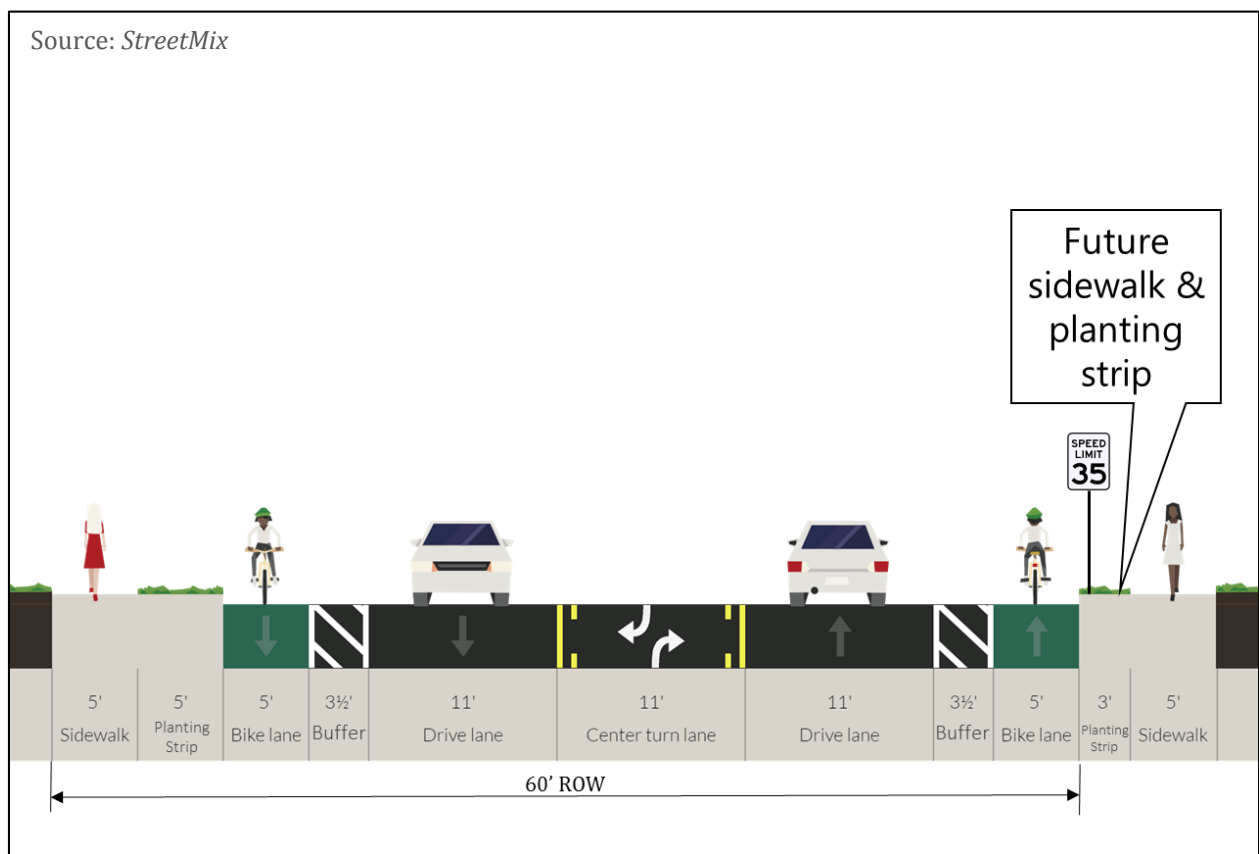 Source: StreetMix
Future
sidewalk &
planting
strip
SPEED
LIMIT
35
5' 5' 5' 3½' 11' 11' 11' 3½' 5' 3' 5'
Sidewalk Planting Strip Bike lane Buffer Drive lane Center turn lane Drive lane Buffer Bike lane Planting Strip Sidewalk
60’ ROW